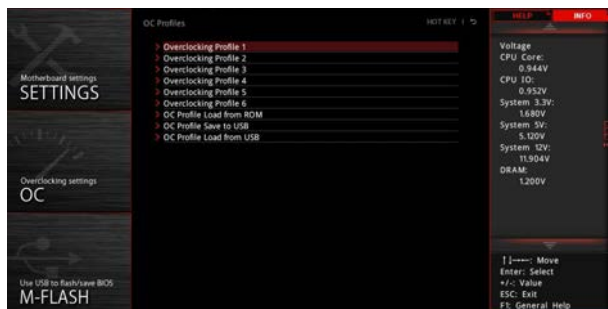 OC Profiles
HOT KEY
HELP
INFO
Motherboard settings
SETTINGS
Overclocking settings
OC
Use USB to flash/save BIOS
M-FLASH
> Overclocking Profile 1
> Overclocking Profile 2
> Overclocking Profile 3
> Overclocking Profile 4
> Overclocking Profile 5
> Overclocking Profile 6
> OC Profile Load from ROM
> OC Profile Save to USB
> OC Profile Load from USB
Voltage
CPU Core:
0.944V
CPU IO:
0.952V
System 3.3V:
1.680V
System 5V:
5.120V
System 12V:
11.904V
DRAM:
1.200V
Move
Enter: Select
+/-: Value
ESC: Exit
F1: General Help